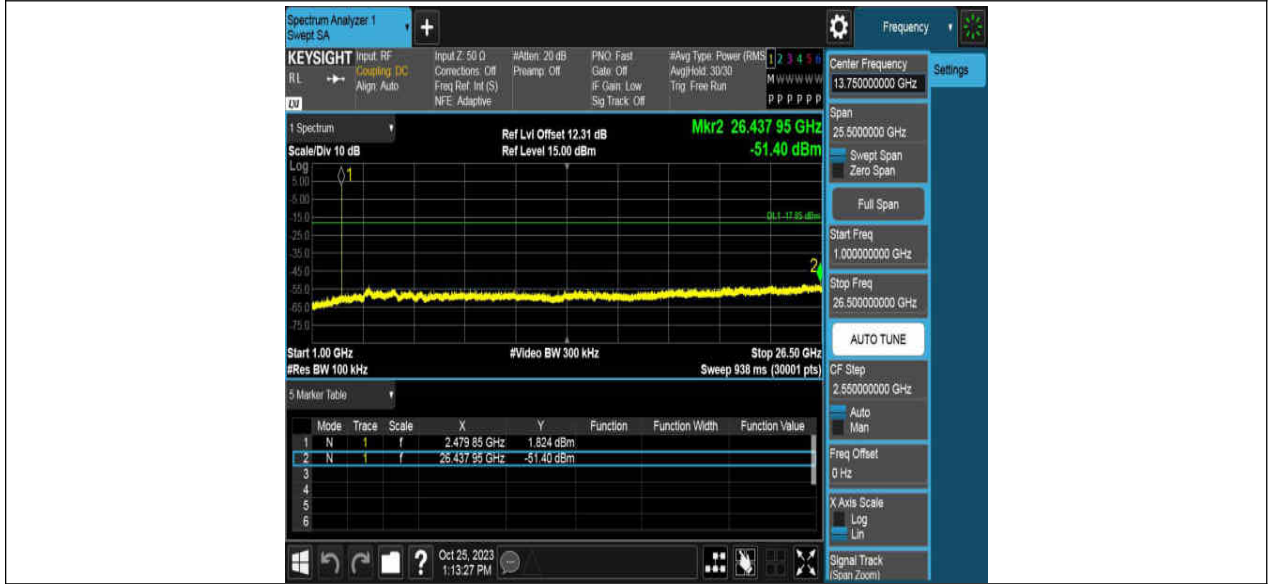 Spectrum Analyzer 1
Swept SA
+
Frequency
KEYSIGHT
RL
LV
Input: RF
Coupling: DC
Align: Auto
Input Z: 50 Ω
Corrections: Off
Freq Ref: Int (S)
NFE: Adaptive
#Atten: 20 dB
Preamp: Off
PNO: Fast
Gate: Off
IF Gain: Low
Sig Track: Off
#Avg Type: Power (RMS
Avg|Hold: 30/30
Trig: Free Run
1 2 3 4 5 6
M W W W W W
P P P P P P
Center Frequency
13.750000000 GHz
Settings
1 Spectrum
Scale/Div 10 dB
Ref Lvl Offset 12.31 dB
Ref Level 15.00 dBm
Mkr2 26.437 95 GHz
-51.40 dBm
Log
5.00
-5.00
-15.0
-25.0
-35.0
-45.0
-55.0
-65.0
-75.0
1
DL1 -17.85 dBm
2
Start 1.00 GHz
#Res BW 100 kHz
#Video BW 300 kHz
Stop 26.50 GHz
Sweep 938 ms (30001 pts)
Span
25.5000000 GHz
Swept Span
Zero Span
Full Span
Start Freq
1.000000000 GHz
Stop Freq
26.500000000 GHz
AUTO TUNE
CF Step
2.550000000 GHz
Auto
Man
Freq Offset
0 Hz
X Axis Scale
Log
Lin
Signal Track
(Span Zoom)
5 Marker Table
Mode Trace Scale X Y Function Function Width Function Value
1 N 1 f 2.479 85 GHz 1.824 dBm
2 N 1 f 26.437 95 GHz -51.40 dBm
3
4
5
6
?
Oct 25, 2023
1:13:27 PM